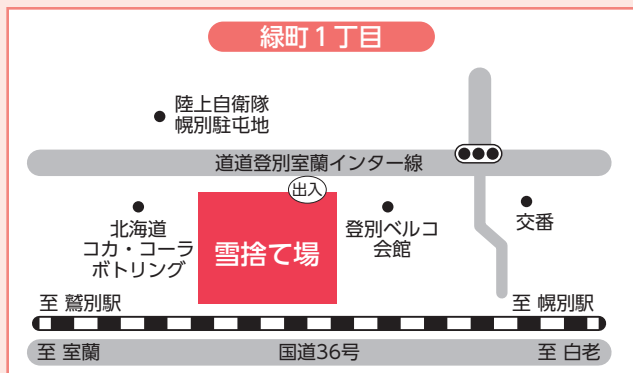 緑町1丁目
陸上自衛隊
幌別駐屯地
道道登別室蘭インター線
出入
北海道
コカ・コーラ
ボトリング
雪捨て場
登別ベルコ
会館
交番
至 鷲別駅
至 幌別駅
至 室蘭
国道36号
至 白老